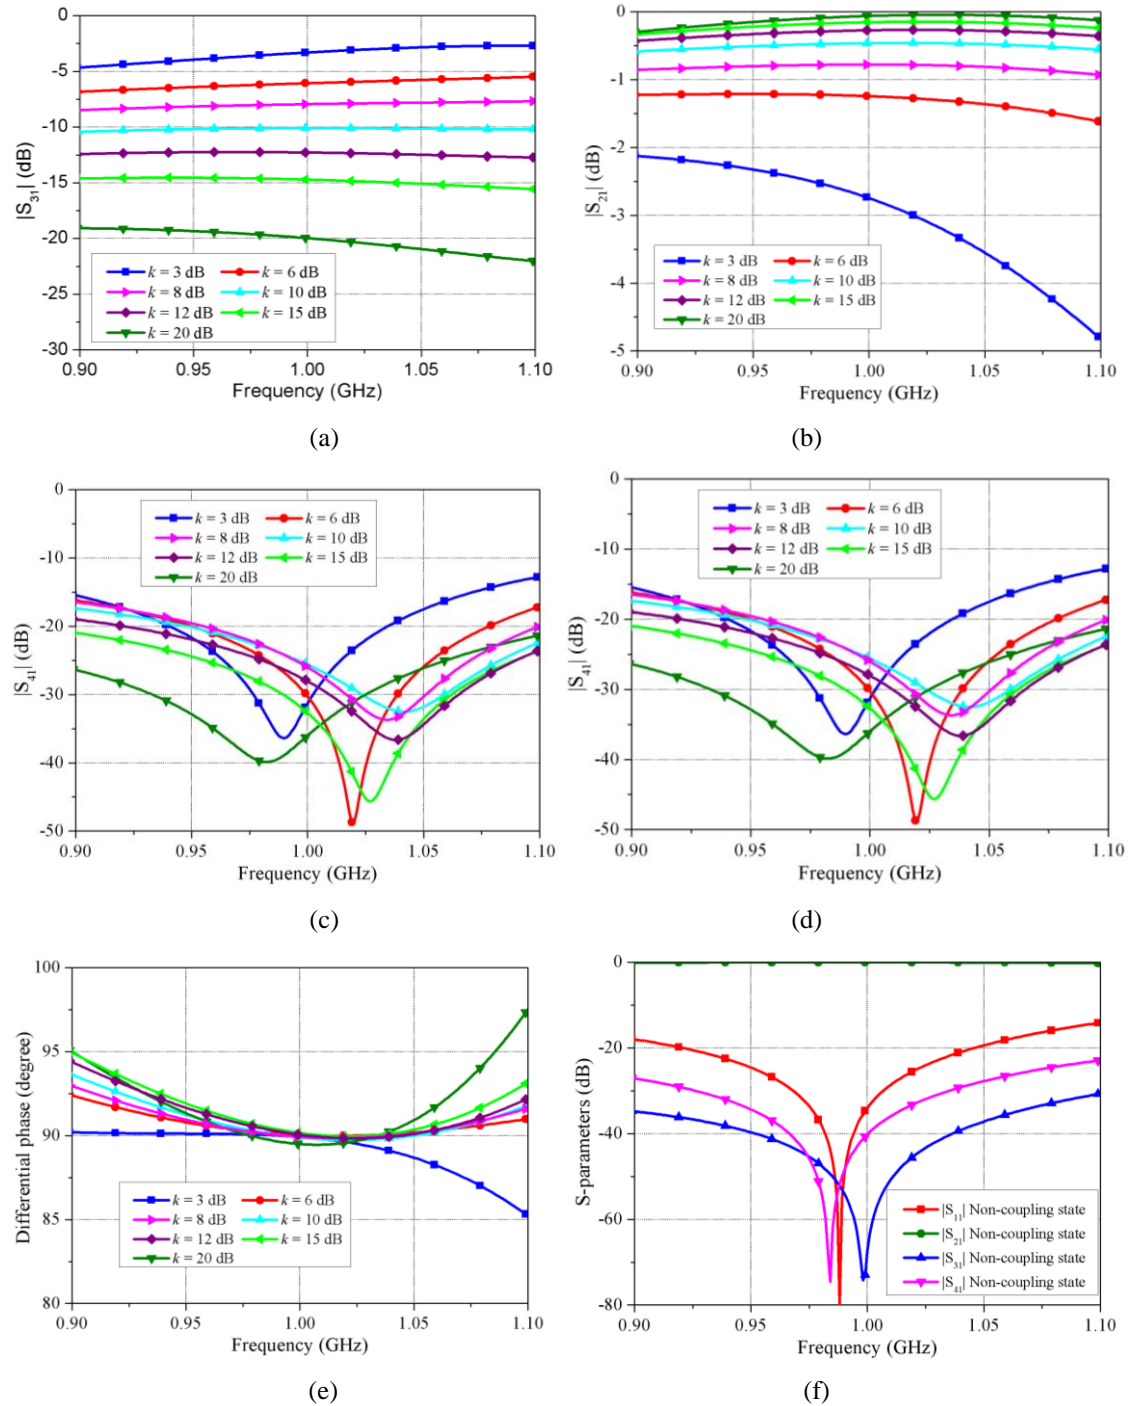 0
-5
-10
-15
-20
-25
-30
|S31| (dB)
k = 3 dB k = 6 dB
k = 8 dB k = 10 dB
k = 12 dB k = 15 dB
k = 20 dB
0.90 0.95 1.00 1.05 1.10
Frequency (GHz)
(a)
0
-1
-2
-3
-4
-5
|S21| (dB)
k = 3 dB k = 6 dB
k = 8 dB k = 10 dB
k = 12 dB k = 15 dB
k = 20 dB
0.90 0.95 1.00 1.05 1.10
Frequency (GHz)
(b)
0
-10
-20
-30
-40
-50
|S41| (dB)
k = 3 dB k = 6 dB
k = 8 dB k = 10 dB
k = 12 dB k = 15 dB
k = 20 dB
0.90 0.95 1.00 1.05 1.10
Frequency (GHz)
(c)
0
-10
-20
-30
-40
-50
|S41| (dB)
k = 3 dB k = 6 dB
k = 8 dB k = 10 dB
k = 12 dB k = 15 dB
k = 20 dB
0.90 0.95 1.00 1.05 1.10
Frequency (GHz)
(d)
100
95
90
85
80
Differential phase (degree)
k = 3 dB k = 6 dB
k = 8 dB k = 10 dB
k = 12 dB k = 15 dB
k = 20 dB
0.90 0.95 1.00 1.05 1.10
Frequency (GHz)
(e)
0
-20
-40
-60
-80
S-parameters (dB)
|S11| Non-coupling state
|S21| Non-coupling state
|S31| Non-coupling state
|S41| Non-coupling state
0.90 0.95 1.00 1.05 1.10
Frequency (GHz)
(f)